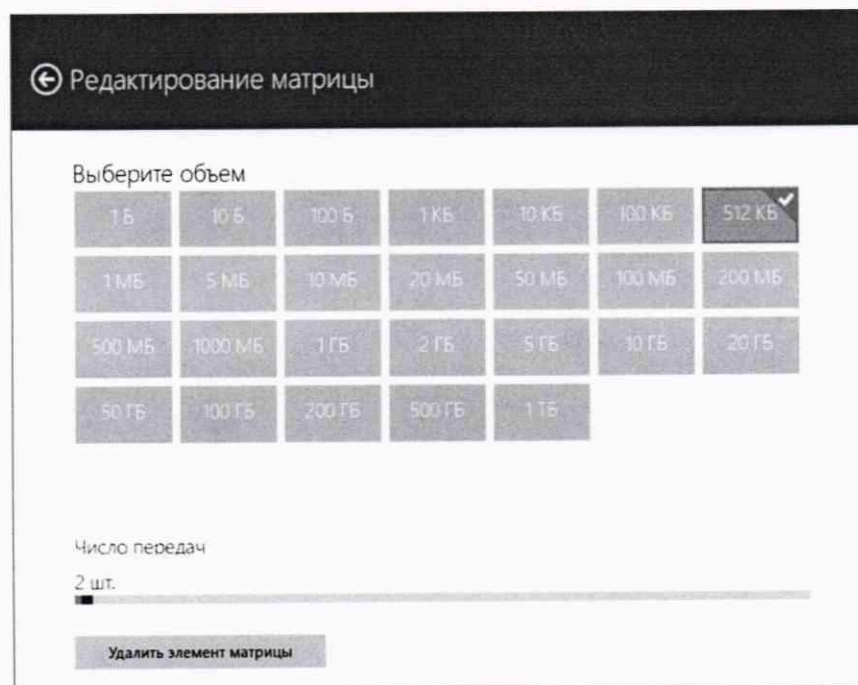 Редактирование матрицы
Выберите объем
1 Б 10 Б 100 Б 1 КБ 10 КБ 100 КБ 512 КБ
1 МБ 5 МБ 10 МБ 20 МБ 50 МБ 100 МБ 200 МБ
500 МБ 1000 МБ 1 ГБ 2 ГБ 5 ГБ 10 ГБ 20 ГБ
50 ГБ 100 ГБ 200 ГБ 500 ГБ 1 ТБ
Число передач
2 шт.
Удалить элемент матрицы